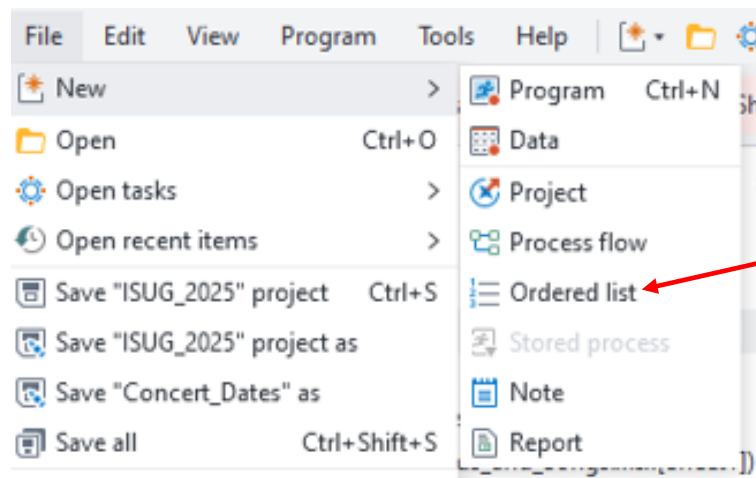 File Edit View Program Tools Help
New >
Open Ctrl+O
Open tasks >
Open recent items >
Save "ISUG_2025" project Ctrl+S
Save "ISUG_2025" project as
Save "Concert_Dates" as
Save all Ctrl+Shift+S
Program Ctrl+N
Data
Project
Process flow
Ordered list
Stored process
Note
Report